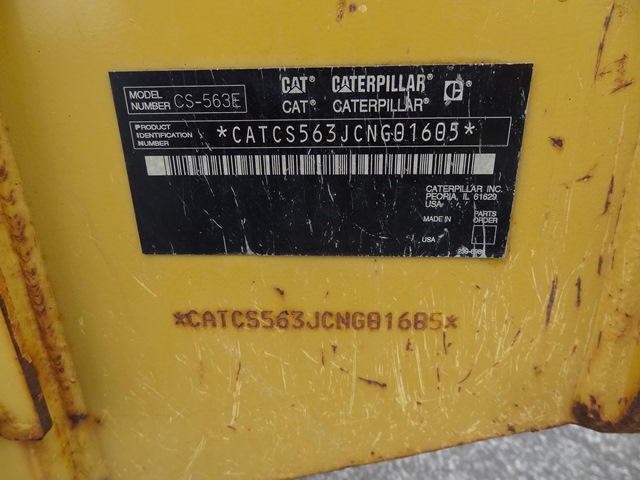 MODEL NUMBER CS-563E
CAT® CATERPILLAR®
CAT® CATERPILLAR®
PRODUCT IDENTIFICATION NUMBER *CATCS563JCNG01605*
CATERPILLAR INC.
PEORIA, IL 61629
USA
MADE IN
USA
PARTS ORDER
*CATCS563JCNG01605*